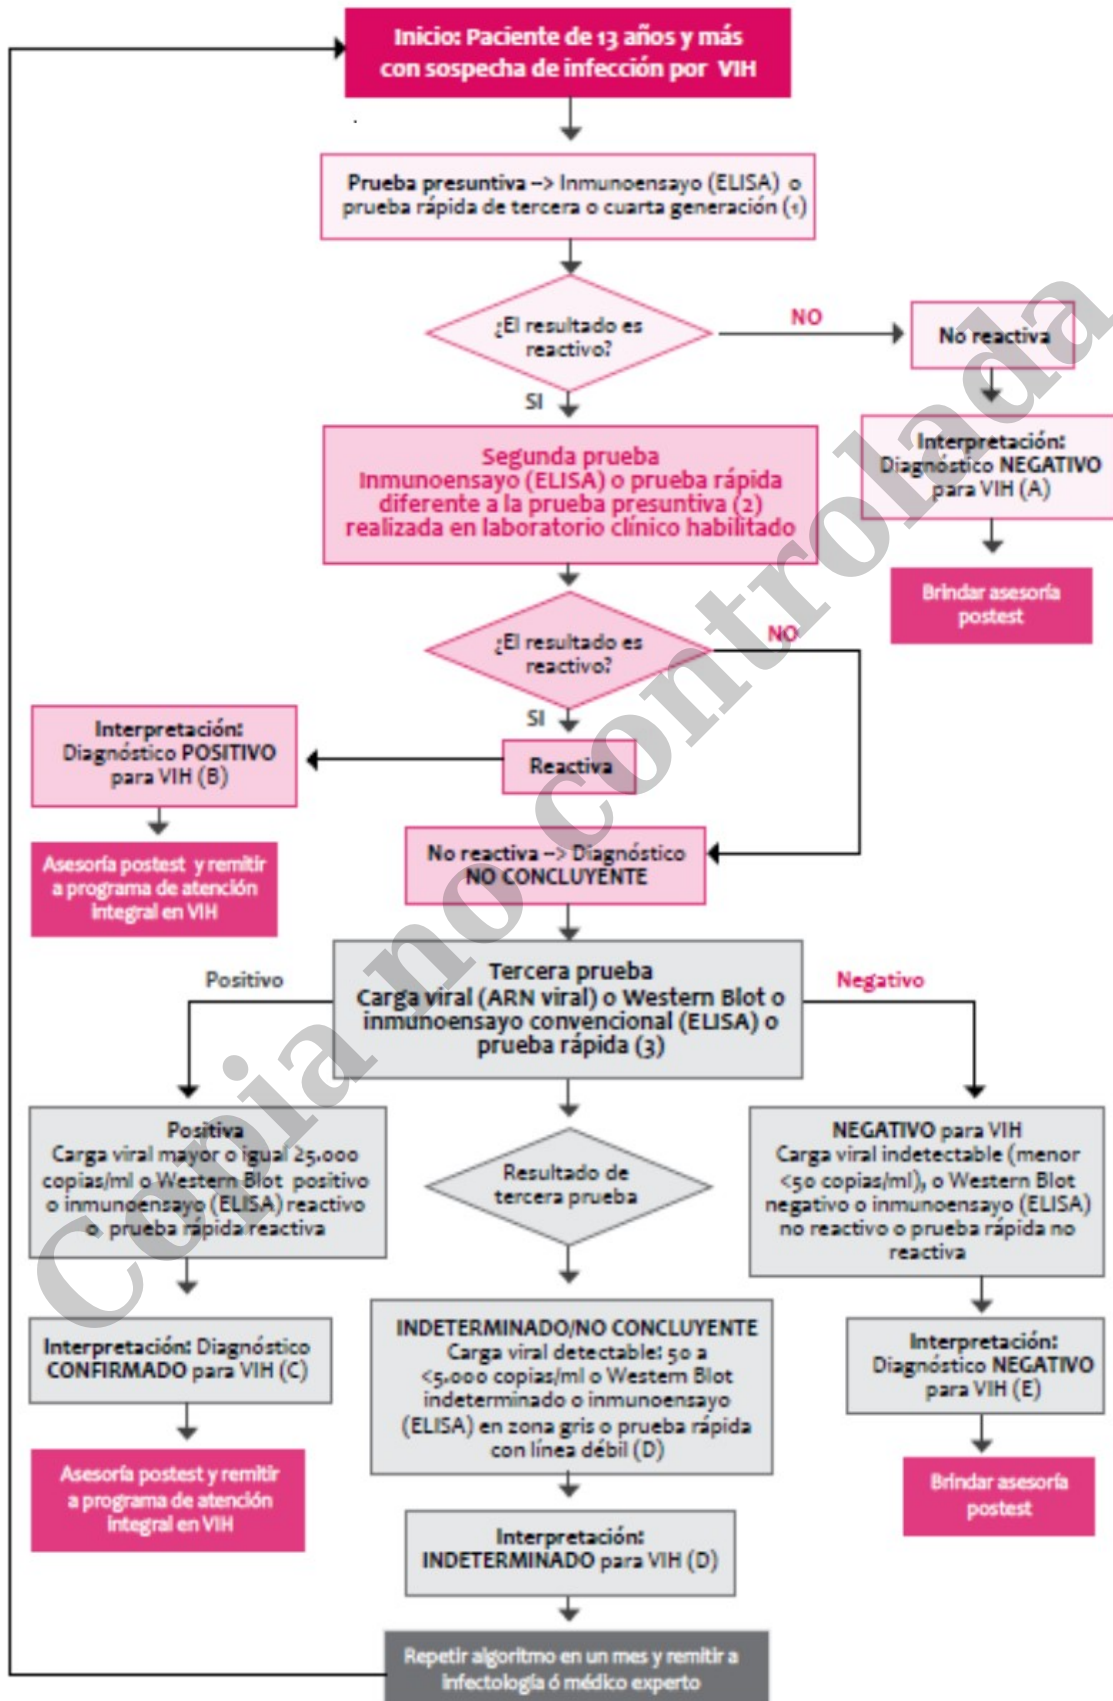 Inicio: Paciente de 13 años y más
con sospecha de infección por VIH
Prueba presuntiva --> Inmunoensayo (ELISA) o
prueba rápida de tercera o cuarta generación (1)
¿El resultado es
reactivo?
NO
No reactiva
SI
Interpretación:
Diagnóstico NEGATIVO
para VIH (A)
Segunda prueba
Inmunoensayo (ELISA) o prueba rápida
diferente a la prueba presuntiva (2)
realizada en laboratorio clínico habilitado
Brindar asesoría
postest
¿El resultado es
reactivo?
NO
SI
Reactiva
Interpretación:
Diagnóstico POSITIVO
para VIH (B)
Asesoría postest y remitir
a programa de atención
integral en VIH
No reactiva --> Diagnóstico
NO CONCLUYENTE
Tercera prueba
Carga viral (ARN viral) o Western Blot o
inmunoensayo convencional (ELISA) o
prueba rápida (3)
Positivo
Negativo
Positiva
Carga viral mayor o igual ≥5.000
copias/ml o Western Blot positivo
o inmunoensayo (ELISA) reactivo
o prueba rápida reactiva
Resultado de
tercera prueba
NEGATIVO para VIH
Carga viral indetectable (menor
<50 copias/ml), o Western Blot
negativo o inmunoensayo (ELISA)
no reactivo o prueba rápida no
reactiva
Interpretación: Diagnóstico
CONFIRMADO para VIH (C)
INDETERMINADO/NO CONCLUYENTE
Carga viral detectable: 50 a
<5.000 copias/ml o Western Blot
indeterminado o inmunoensayo
(ELISA) en zona gris o prueba rápida
con línea débil (D)
Interpretación:
Diagnóstico NEGATIVO
para VIH (E)
Asesoría postest y remitir
a programa de atención
integral en VIH
Brindar asesoría
postest
Interpretación:
INDETERMINADO para VIH (D)
Repetir algoritmo en un mes y remitir a
infectología ó médico experto
Copia no controlada